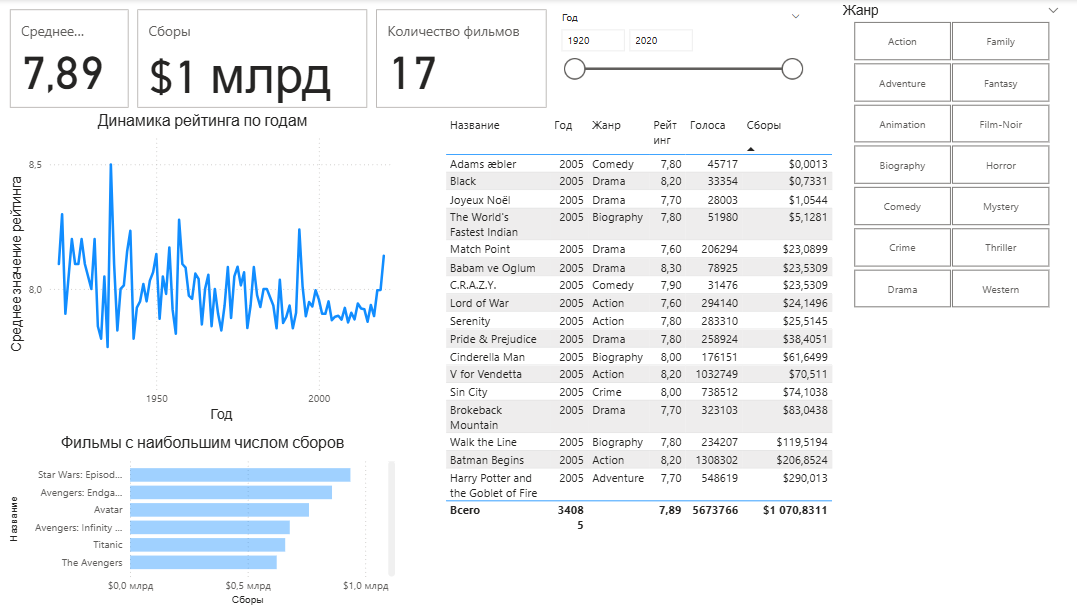 Среднее...
7,89
Сборы
$1 млрд
Количество фильмов
17
Год
1920
2020
Жанр
Action
Family
Adventure
Fantasy
Animation
Film-Noir
Biography
Horror
Comedy
Mystery
Crime
Thriller
Drama
Western
Динамика рейтинга по годам
Среднее значение рейтинга
8,5
8,0
1950
2000
Год
Фильмы с наибольшим числом сборов
Название
Star Wars: Episod...
Avengers: Endga...
Avatar
Avengers: Infinity ...
Titanic
The Avengers
$0,0 млрд
$0,5 млрд
$1,0 млрд
Сборы
Название Год Жанр Рейт Голоса Сборы
инг
Adams æbler 2005 Comedy 7,80 45717 $0,0013
Black 2005 Drama 8,20 33354 $0,7331
Joyeux Noël 2005 Drama 7,70 28003 $1,0544
The World's 2005 Biography 7,80 51980 $5,1281
Fastest Indian
Match Point 2005 Drama 7,60 206294 $23,0899
Babam ve Oglum 2005 Drama 8,30 78925 $23,5309
C.R.A.Z.Y. 2005 Comedy 7,90 31476 $23,5309
Lord of War 2005 Action 7,60 294140 $24,1496
Serenity 2005 Action 7,80 283310 $25,5145
Pride & Prejudice 2005 Drama 7,80 258924 $38,4051
Cinderella Man 2005 Biography 8,00 176151 $61,6499
V for Vendetta 2005 Action 8,20 1032749 $70,511
Sin City 2005 Crime 8,00 738512 $74,1038
Brokeback 2005 Drama 7,70 323103 $83,0438
Mountain
Walk the Line 2005 Biography 7,80 234207 $119,5194
Batman Begins 2005 Action 8,20 1308302 $206,8524
Harry Potter and 2005 Adventure 7,70 548619 $290,013
the Goblet of Fire
Всего 3408 7,89 5673766 $1 070,8311
5